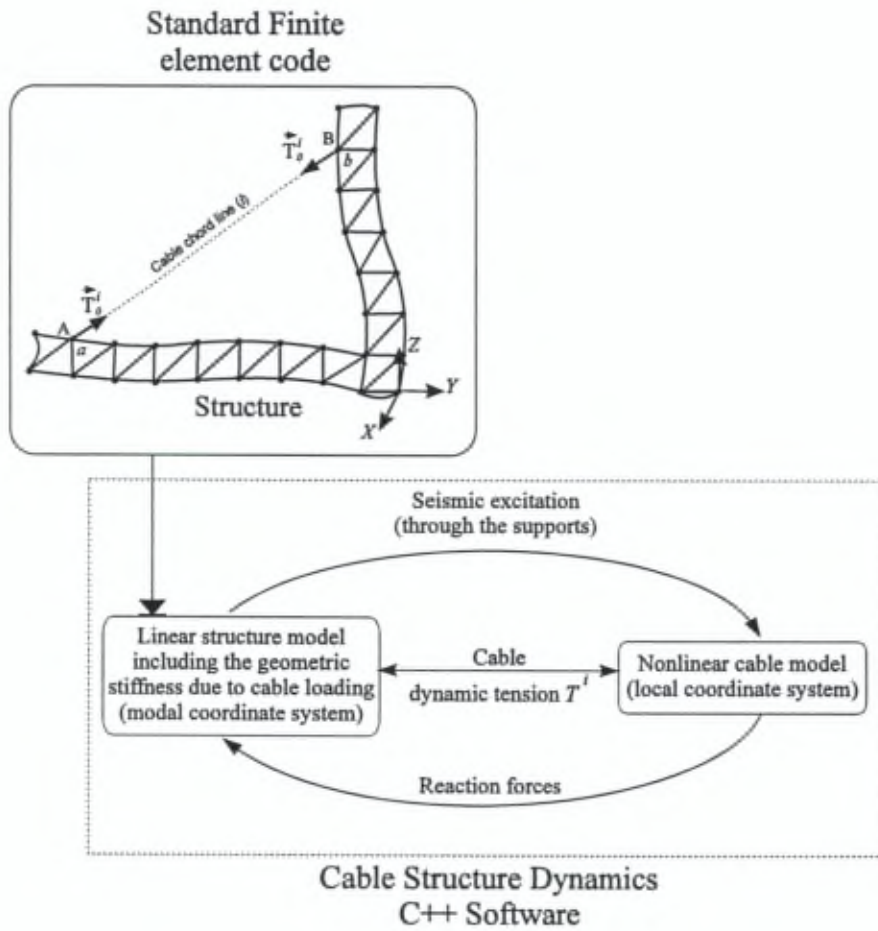 Standard Finite
element code
B
T⃗ₒⁱ
b
Cable chord line (i)
T⃗ₒⁱ
A
a
Z
Structure
Y
X
Seismic excitation
(through the supports)
Linear structure model
including the geometric
stiffness due to cable loading
(modal coordinate system)
Cable
dynamic tension T ⁱ
Nonlinear cable model
(local coordinate system)
Reaction forces
Cable Structure Dynamics
C++ Software